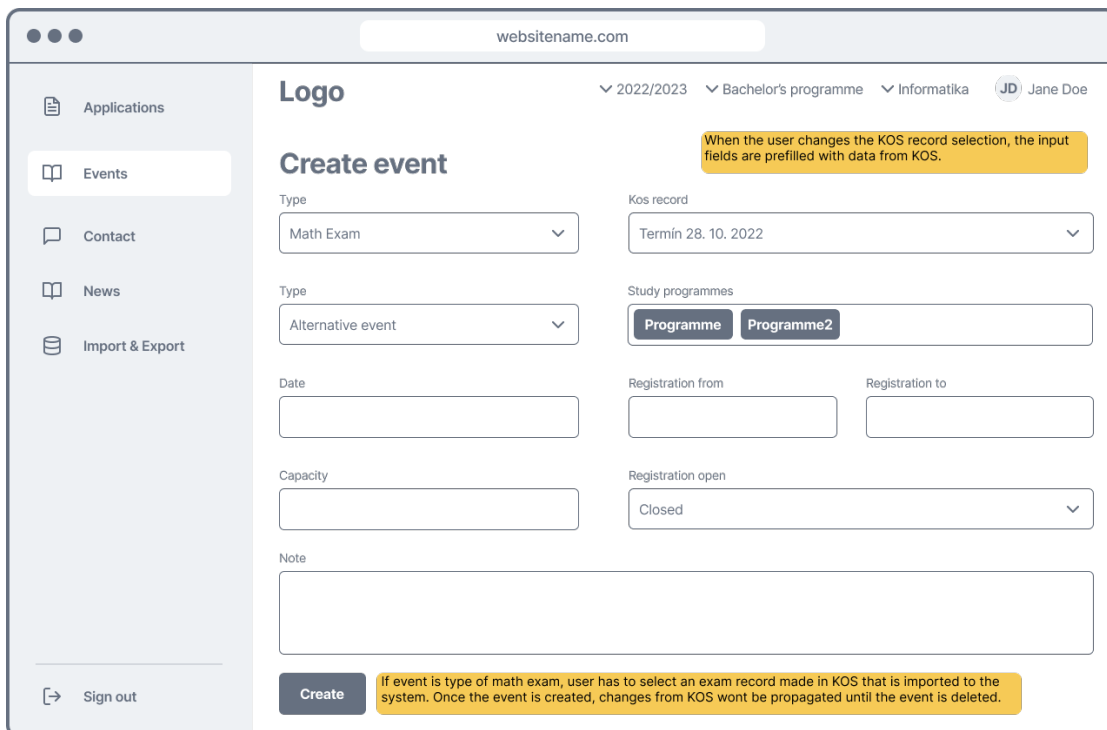 websitename.com
Applications
Events
Contact
News
Import & Export
Sign out
Logo
2022/2023 Bachelor's programme Informatika JD Jane Doe
When the user changes the KOS record selection, the input
fields are prefilled with data from KOS.
Create event
Type Kos record
Math Exam Termín 28. 10. 2022
Type Study programmes
Alternative event Programme Programme2
Date Registration from Registration to
Capacity Registration open
Closed
Note
Create
If event is type of math exam, user has to select an exam record made in KOS that is imported to the
system. Once the event is created, changes from KOS wont be propagated until the event is deleted.